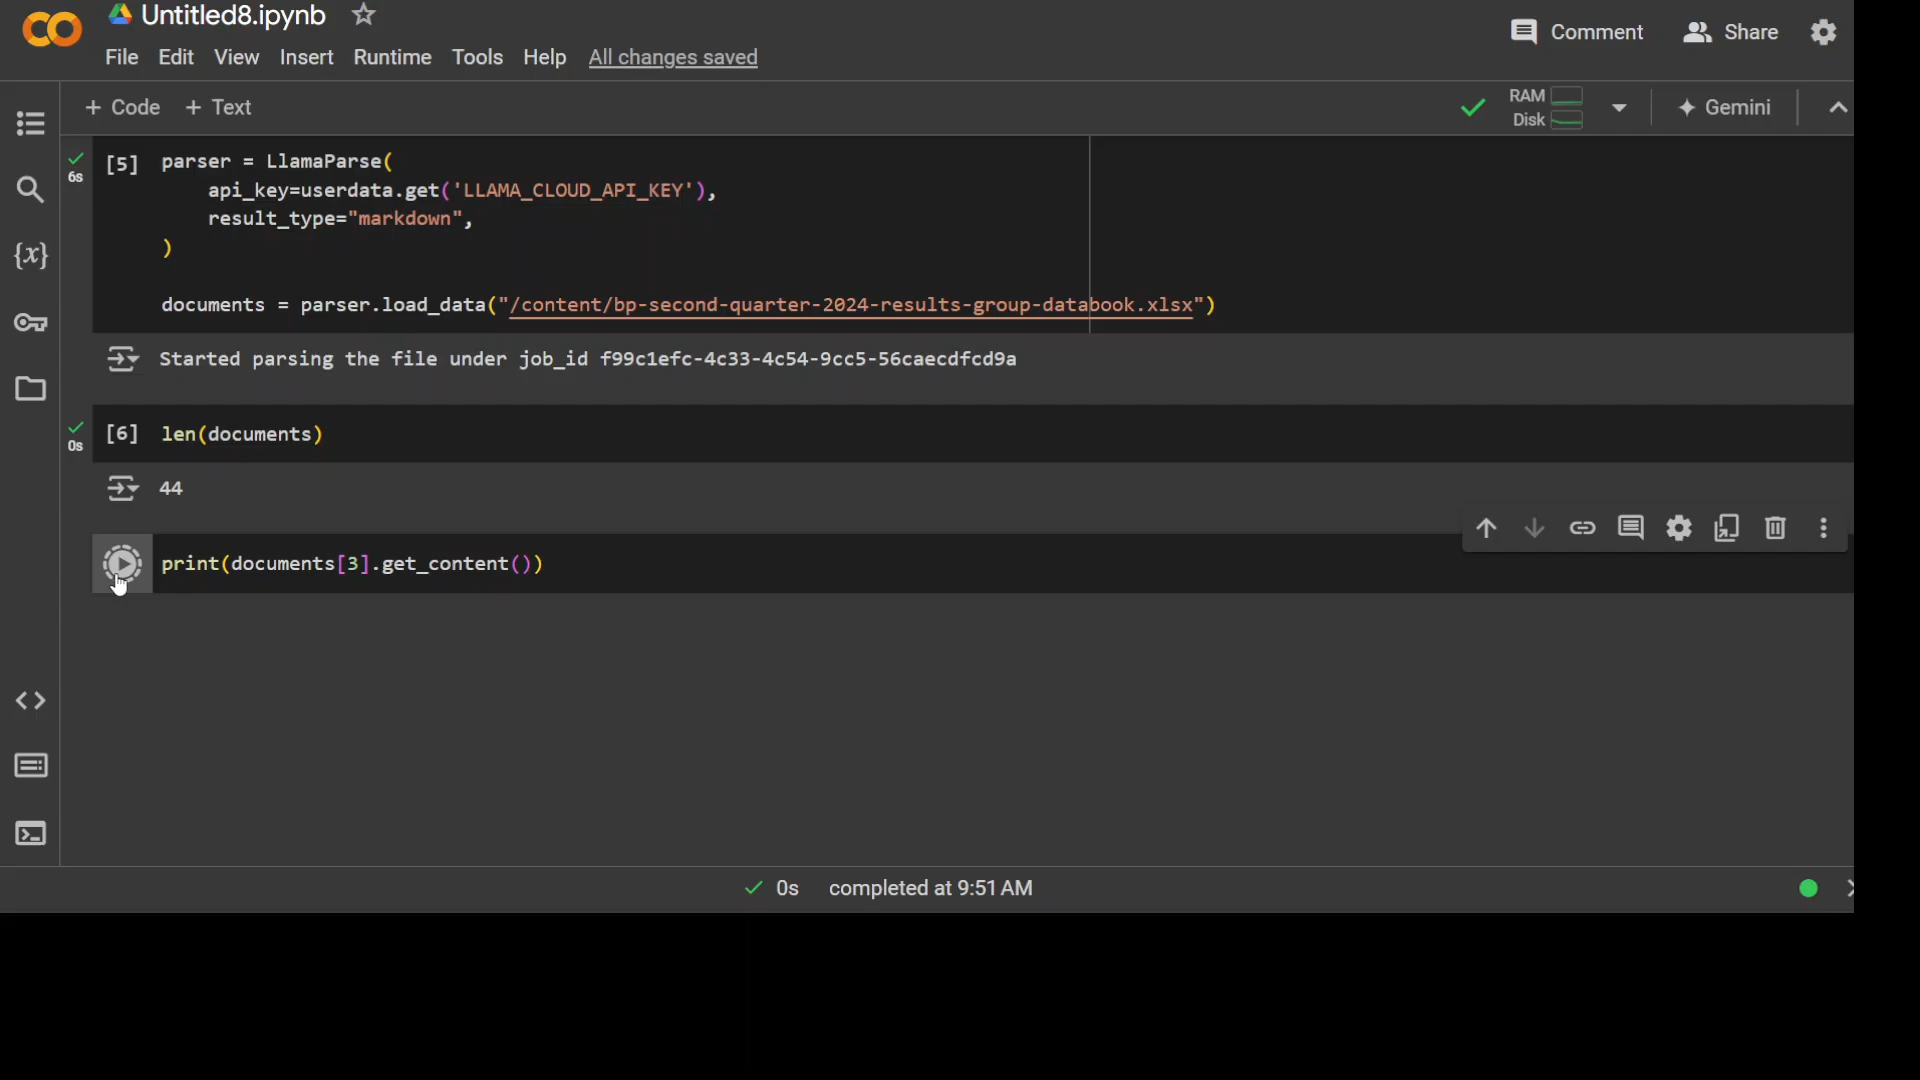 Untitled8.ipynb
File Edit View Insert Runtime Tools Help All changes saved
Comment Share
+ Code + Text
RAM
Disk
Gemini
6s
[5] parser = LlamaParse(
api_key=userdata.get('LLAMA_CLOUD_API_KEY'),
result_type="markdown",
)
documents = parser.load_data("/content/bp-second-quarter-2024-results-group-databook.xlsx")
Started parsing the file under job_id f99c1efc-4c33-4c54-9cc5-56caecdfcd9a
0s
[6] len(documents)
44
print(documents[3].get_content())
{x}
0s completed at 9:51 AM